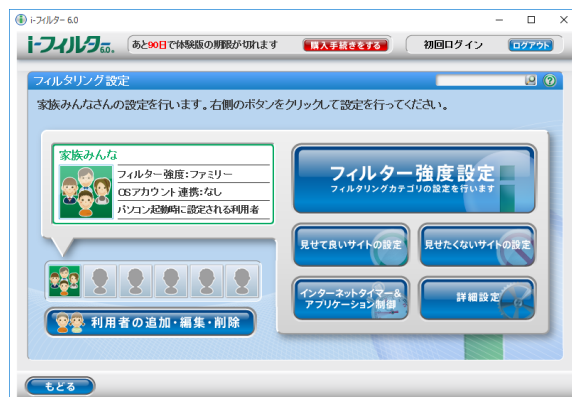 i-フィルター 6.0
i-フィルター6.0. あと90日で体験版の期限が切れます 購入手続きをする 初回ログイン ログアウト
フィルタリング設定
家族みんなさんの設定を行います。右側のボタンをクリックして設定を行ってください。
家族みんな
フィルター強度:ファミリー
OSアカウント連携:なし
パソコン起動時に設定される利用者
フィルター強度設定
フィルタリングカテゴリの設定を行います
見せて良いサイトの設定
見せたくないサイトの設定
インターネットタイマー&
アプリケーション制御
詳細設定
利用者の追加・編集・削除
もどる